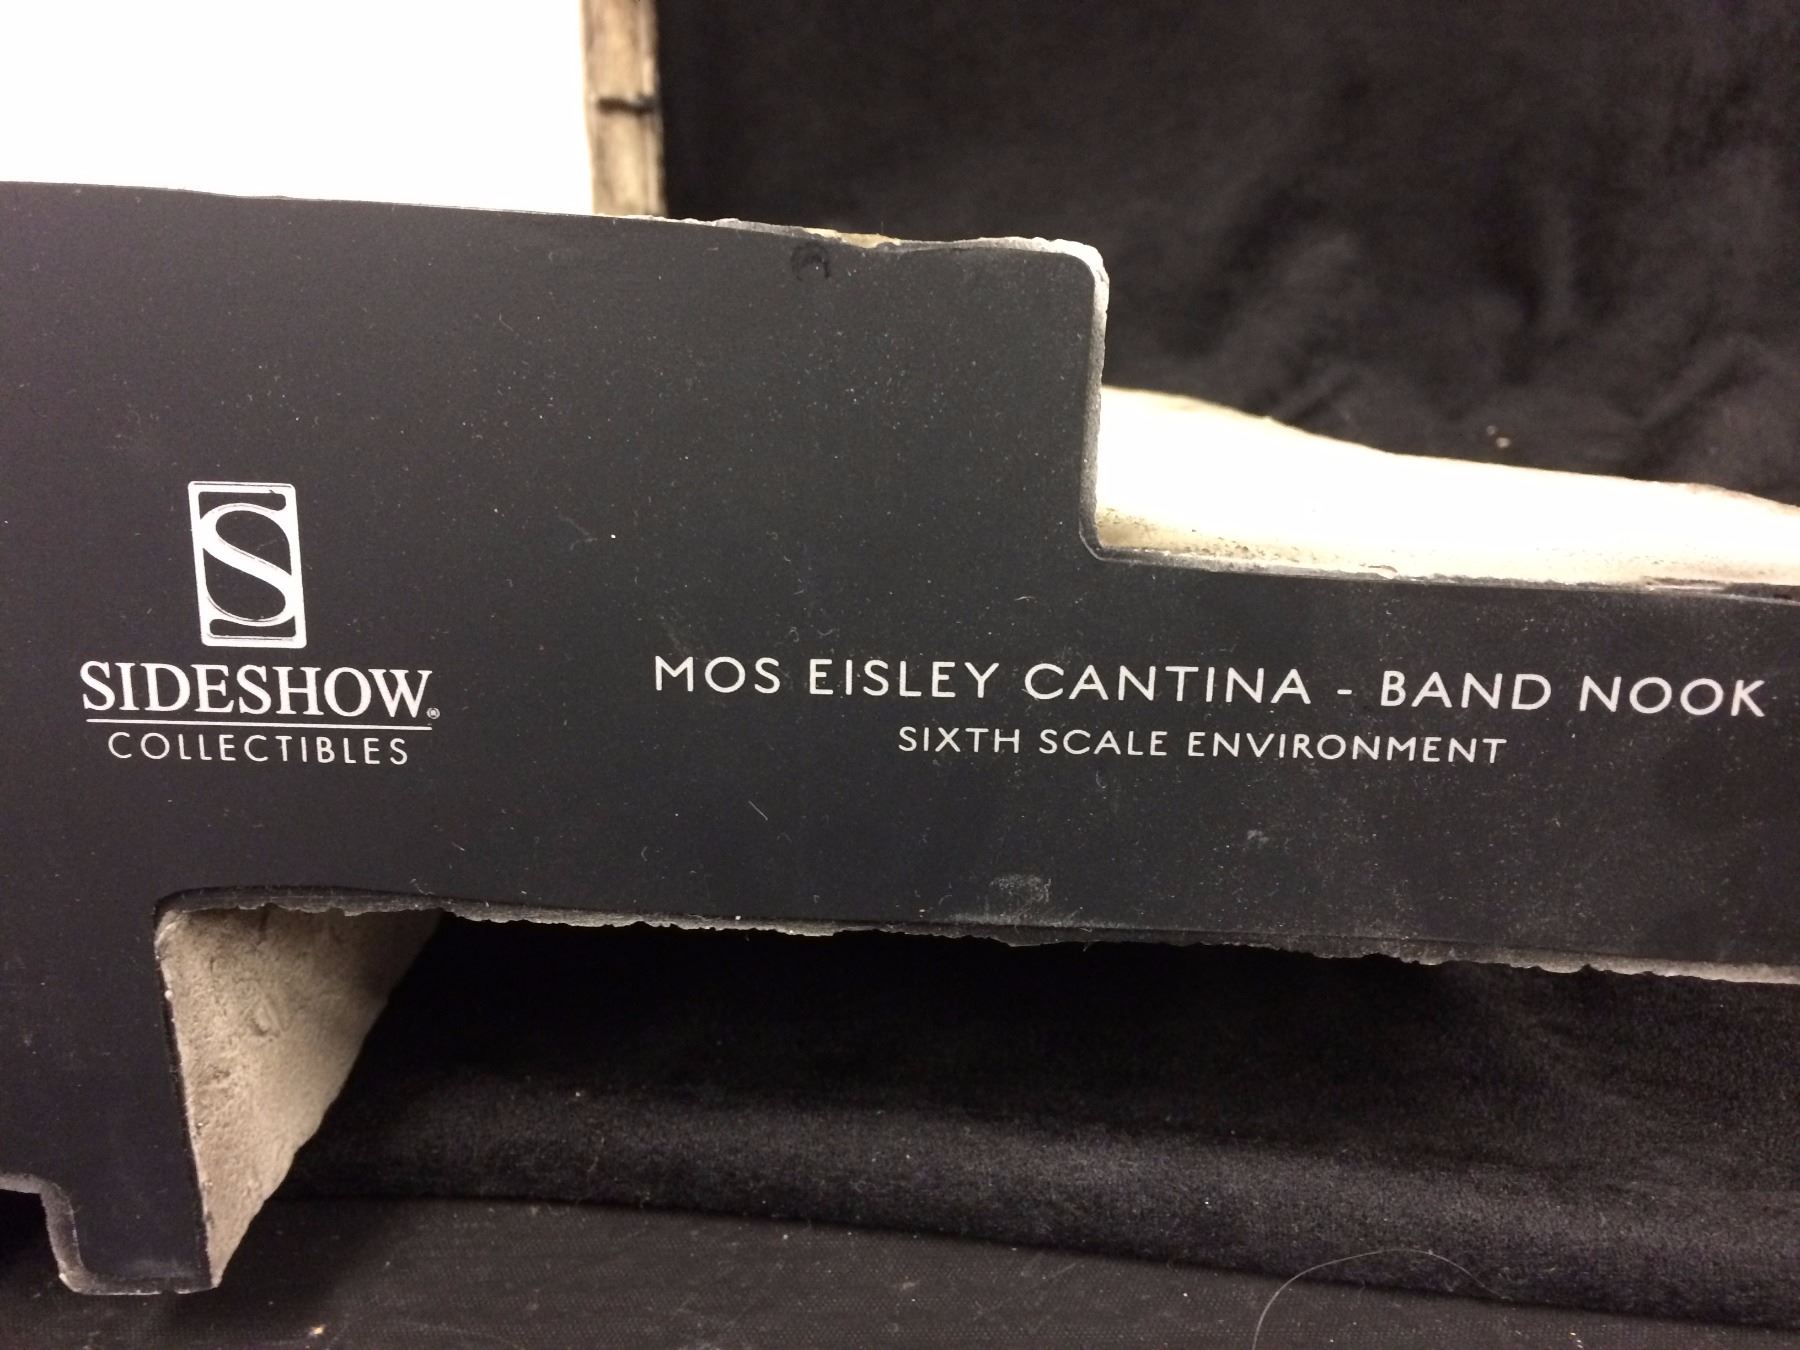 S
SIDESHOW®
COLLECTIBLES
MOS EISLEY CANTINA - BAND NOOK
SIXTH SCALE ENVIRONMENT